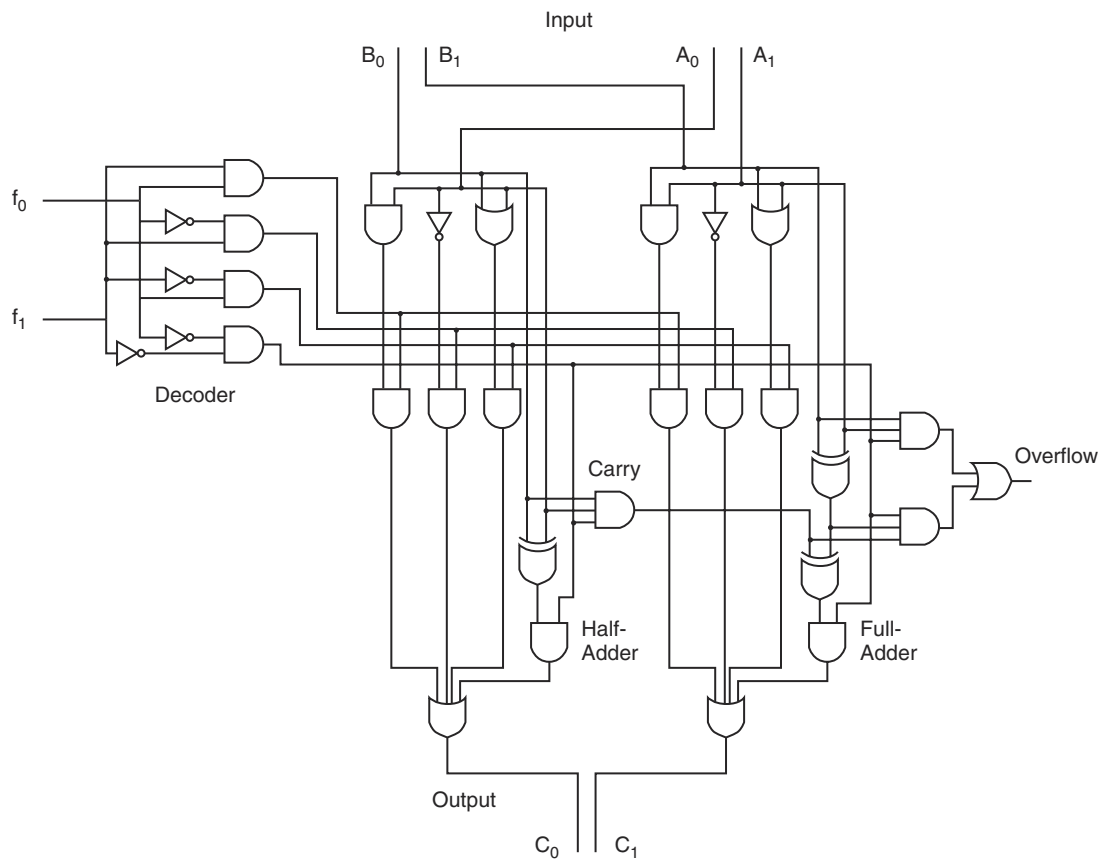 Input
B₀ B₁ A₀ A₁
f₀
f₁
Decoder
Carry
Overflow
Half-
Adder
Full-
Adder
Output
C₀ C₁